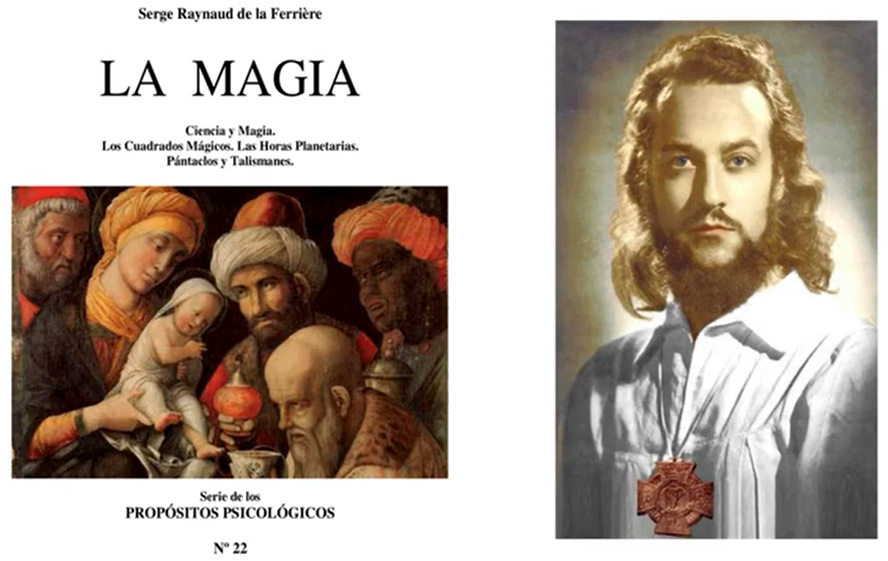 Serge Raynaud de la Ferrière
LA MAGIA
Ciencia y Magia.
Los Cuadrados Mágicos. Las Horas Planetarias.
Pántaclos y Talismanes.
Serie de los
PROPÓSITOS PSICOLÓGICOS
Nº 22